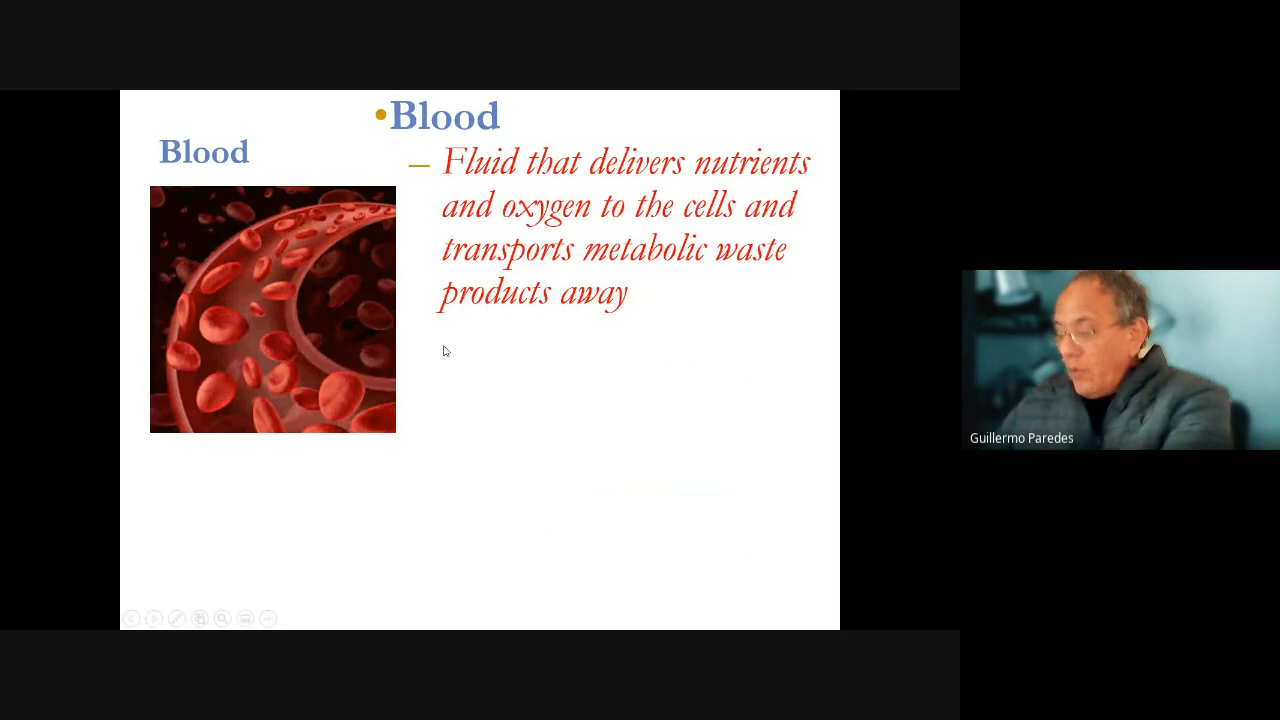 Blood
•Blood
– Fluid that delivers nutrients
and oxygen to the cells and
transports metabolic waste
products away
Guillermo Paredes